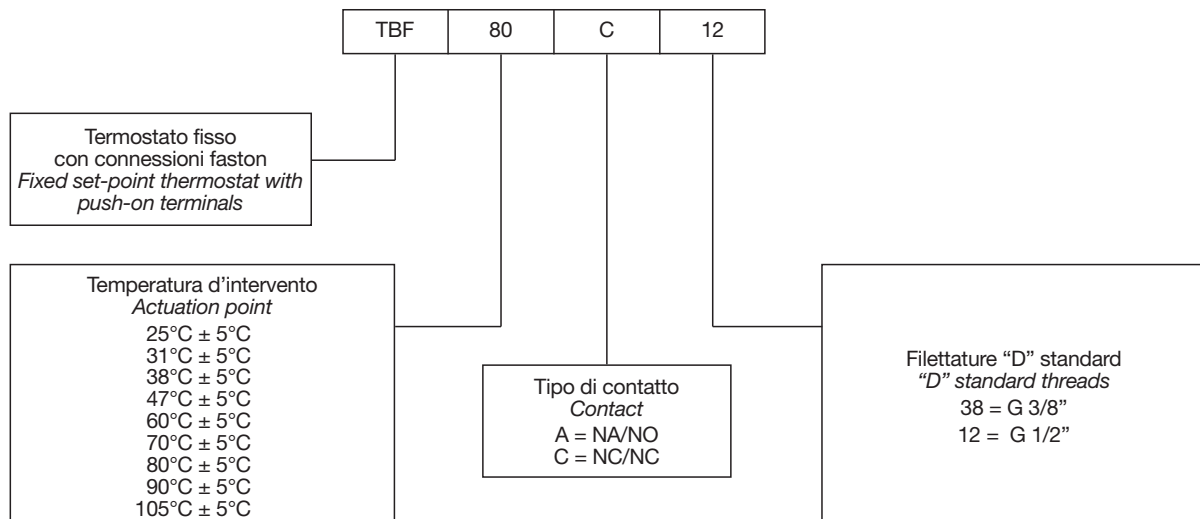 TBF 80 C 12
Termostato fisso
con connessioni faston
Fixed set-point thermostat with
push-on terminals
Temperatura d’intervento
Actuation point
25°C ± 5°C
31°C ± 5°C
38°C ± 5°C
47°C ± 5°C
60°C ± 5°C
70°C ± 5°C
80°C ± 5°C
90°C ± 5°C
105°C ± 5°C
Tipo di contatto
Contact
A = NA/NO
C = NC/NC
Filettature “D” standard
“D” standard threads
38 = G 3/8”
12 = G 1/2”